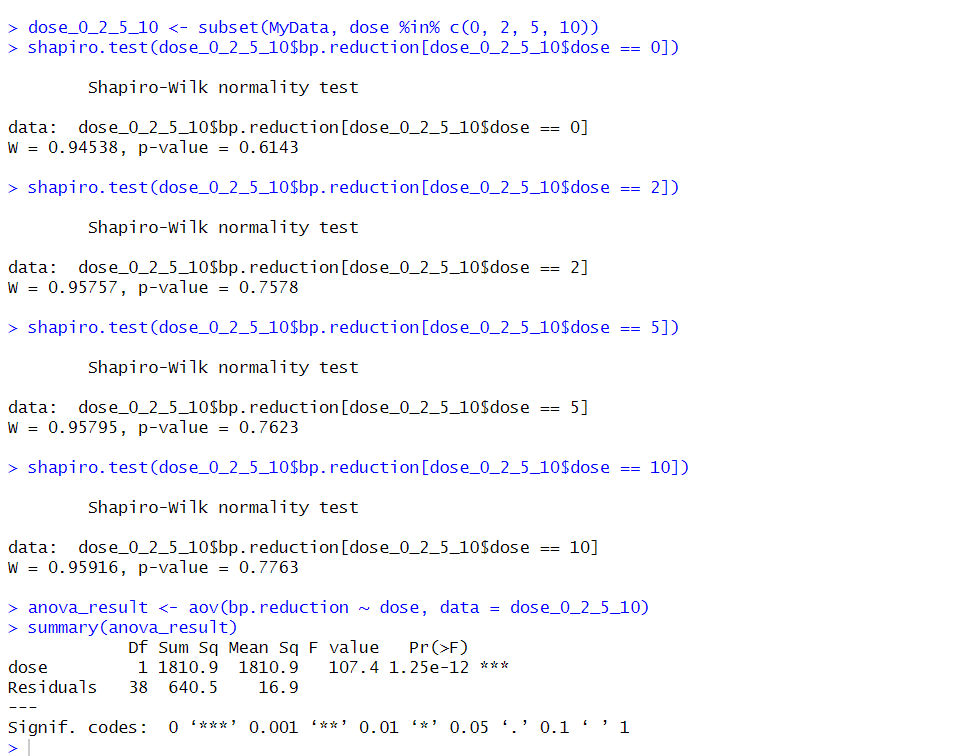 > dose_0_2_5_10 <- subset(MyData, dose %in% c(0, 2, 5, 10))
> shapiro.test(dose_0_2_5_10$bp.reduction[dose_0_2_5_10$dose == 0])
Shapiro-Wilk normality test
data:  dose_0_2_5_10$bp.reduction[dose_0_2_5_10$dose == 0]
W = 0.94538, p-value = 0.6143
> shapiro.test(dose_0_2_5_10$bp.reduction[dose_0_2_5_10$dose == 2])
Shapiro-Wilk normality test
data:  dose_0_2_5_10$bp.reduction[dose_0_2_5_10$dose == 2]
W = 0.95757, p-value = 0.7578
> shapiro.test(dose_0_2_5_10$bp.reduction[dose_0_2_5_10$dose == 5])
Shapiro-Wilk normality test
data:  dose_0_2_5_10$bp.reduction[dose_0_2_5_10$dose == 5]
W = 0.95795, p-value = 0.7623
> shapiro.test(dose_0_2_5_10$bp.reduction[dose_0_2_5_10$dose == 10])
Shapiro-Wilk normality test
data:  dose_0_2_5_10$bp.reduction[dose_0_2_5_10$dose == 10]
W = 0.95916, p-value = 0.7763
> anova_result <- aov(bp.reduction ~ dose, data = dose_0_2_5_10)
> summary(anova_result)
            Df Sum Sq Mean Sq F value   Pr(>F)
dose         1 1810.9  1810.9   107.4 1.25e-12 ***
Residuals   38  640.5    16.9
---
Signif. codes:  0 ‘***’ 0.001 ‘**’ 0.01 ‘*’ 0.05 ‘.’ 0.1 ‘ ’ 1
>